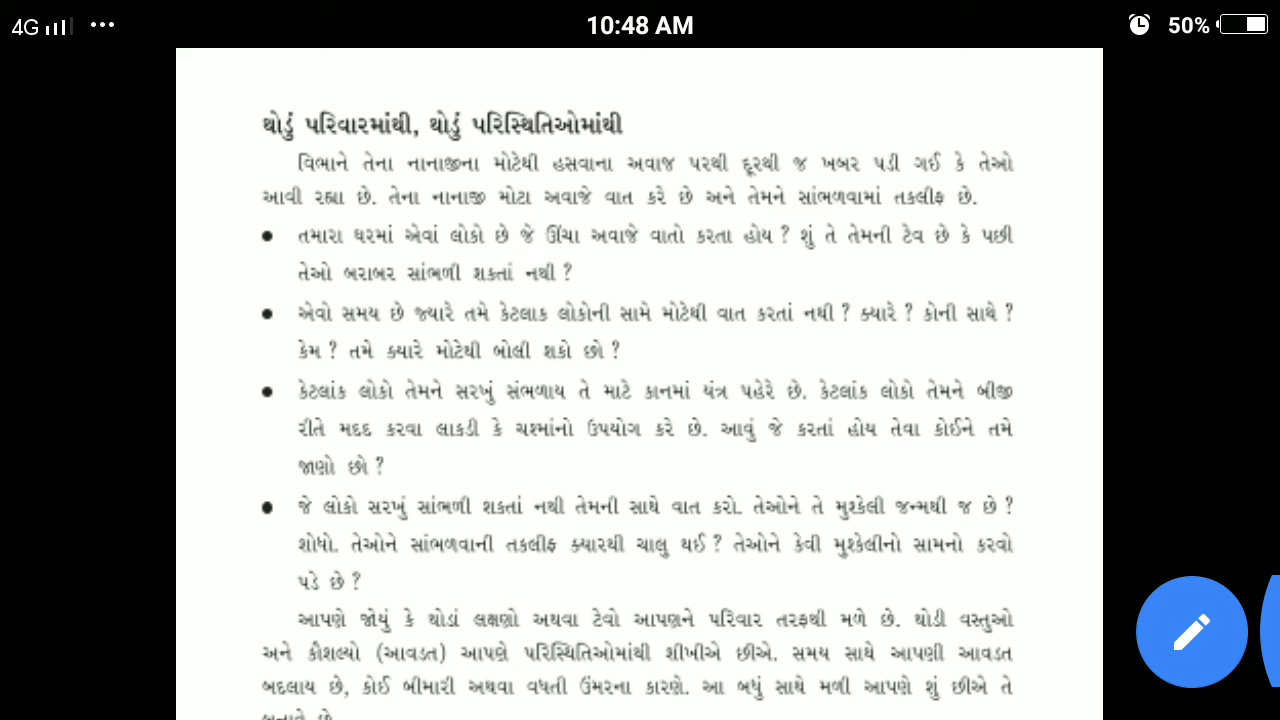 4G 10:48 AM 50%
થોડું પરિવારમાંથી, થોડું પરિસ્થિતિઓમાંથી
વિભાને તેના નાનાજીના મોટેથી હસવાના અવાજ પરથી દૂરથી જ ખબર પડી ગઈ કે તેઓ
આવી રહ્યા છે. તેના નાનાજી મોટા અવાજે વાત કરે છે અને તેમને સાંભળવામાં તકલીફ છે.
● તમારા ઘરમાં એવાં લોકો છે જે ઊંચા અવાજે વાતો કરતા હોય ? શું તે તેમની ટેવ છે કે પછી
તેઓ બરાબર સાંભળી શકતાં નથી ?
● એવો સમય છે જ્યારે તમે કેટલાક લોકોની સામે મોટેથી વાત કરતાં નથી ? ક્યારે ? કોની સાથે ?
કેમ ? તમે ક્યારે મોટેથી બોલી શકો છો ?
● કેટલાંક લોકો તેમને સરખું સંભળાય તે માટે કાનમાં યંત્ર પહેરે છે. કેટલાંક લોકો તેમને બીજી
રીતે મદદ કરવા લાકડી કે ચશ્માંનો ઉપયોગ કરે છે. આવું જે કરતાં હોય તેવા કોઈને તમે
જાણો છો ?
● જે લોકો સરખું સાંભળી શકતાં નથી તેમની સાથે વાત કરો. તેઓને તે મુશ્કેલી જન્મથી જ છે ?
શોધો. તેઓને સાંભળવાની તકલીફ ક્યારથી ચાલુ થઈ ? તેઓને કેવી મુશ્કેલીનો સામનો કરવો
પડે છે ?
આપણે જોયું કે થોડાં લક્ષણો અથવા ટેવો આપણને પરિવાર તરફથી મળે છે. થોડી વસ્તુઓ
અને કૌશલ્યો (આવડત) આપણે પરિસ્થિતિઓમાંથી શીખીએ છીએ. સમય સાથે આપણી આવડત
બદલાય છે, કોઈ બીમારી અથવા વધતી ઉંમરના કારણે. આ બધું સાથે મળી આપણે શું છીએ તે